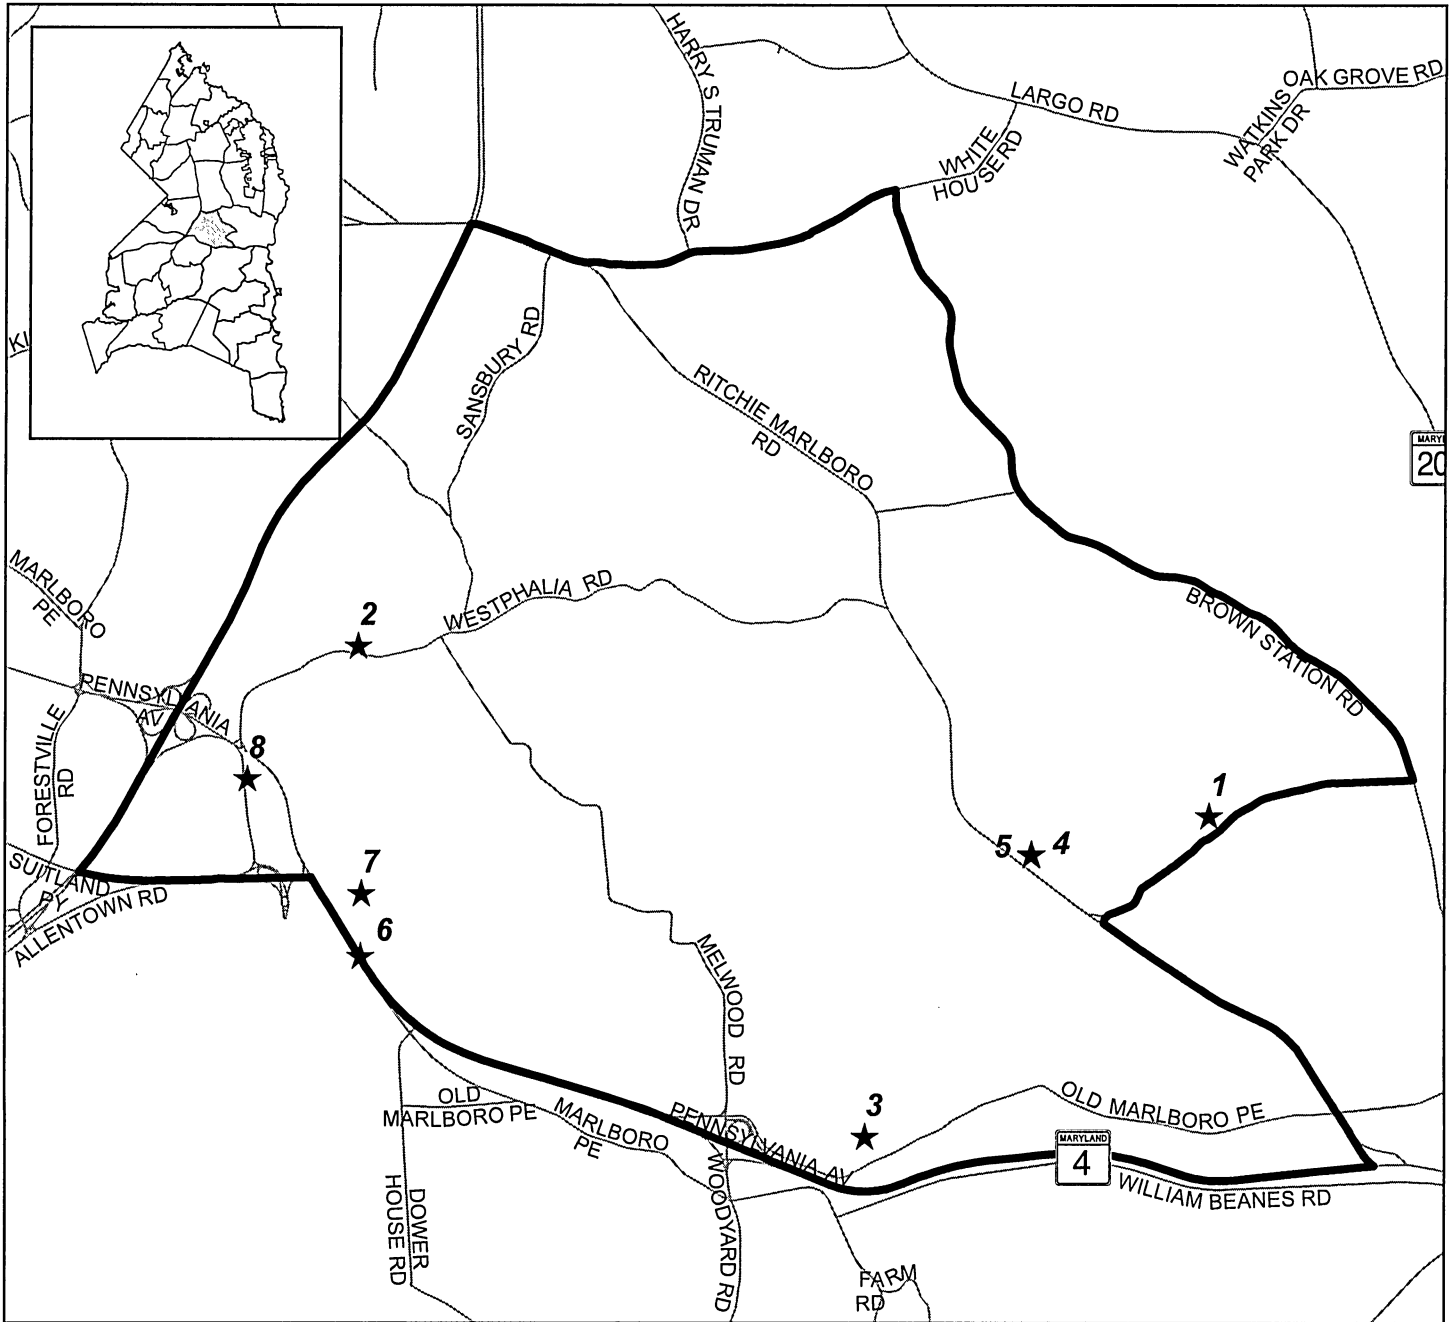 HARRY S TRUMAN DR
LARGO RD
OAK GROVE RD
WATKINS
PARK DR
WHITE
HOUSE RD
KI
SANSBURY RD
RITCHIE MARLBORO
RD
MARYL
20
MARLBORO
PE
WESTPHALIA RD
2
BROWN STATION RD
PENNSYLVANIA
AV
FORESTVILLE
RD
8
1
5
4
7
SUITLAND
PY
ALLENTOWN RD
6
MELWOOD RD
OLD
MARLBORO PE
MARLBORO
PE
PENNSYLVANIA AV
3
OLD MARLBORO PE
MARYLAND
4
WILLIAM BEANES RD
DOWER
HOUSE RD
WOODYARD RD
FARM
RD